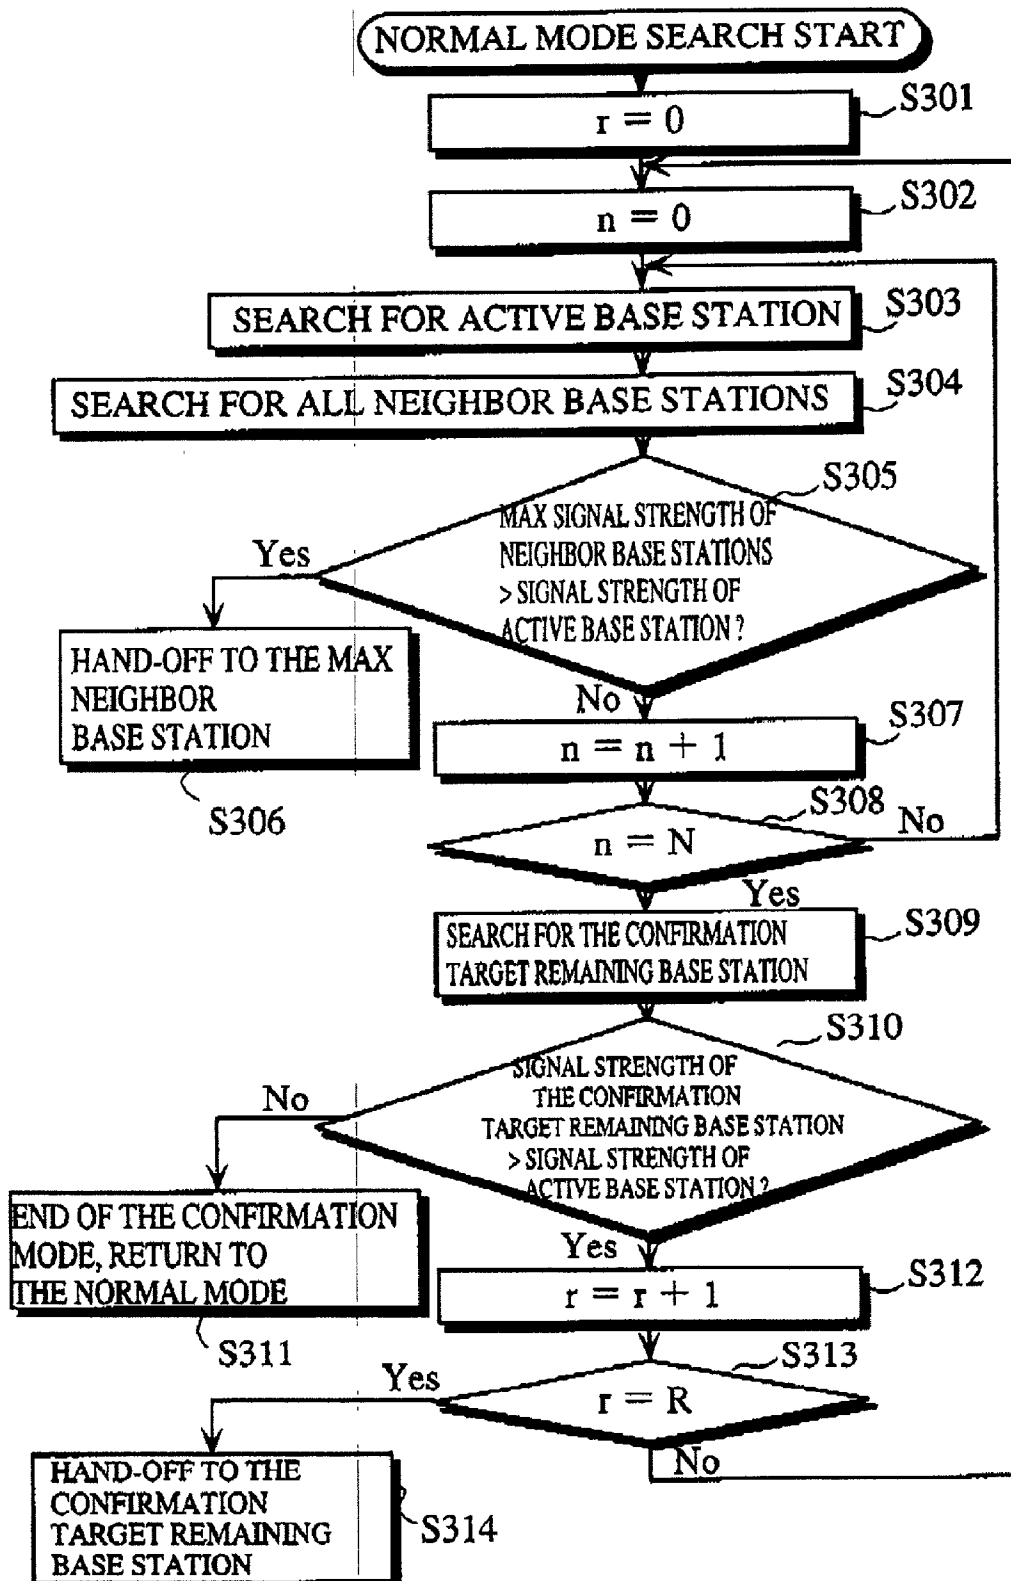 NORMAL MODE SEARCH START
S301
r = 0
S302
n = 0
S303
SEARCH FOR ACTIVE BASE STATION
S304
SEARCH FOR ALL NEIGHBOR BASE STATIONS
S305
MAX SIGNAL STRENGTH OF
NEIGHBOR BASE STATIONS
> SIGNAL STRENGTH OF
ACTIVE BASE STATION ?
Yes
HAND-OFF TO THE MAX
NEIGHBOR
BASE STATION
S306
No
S307
n = n + 1
S308
n = N
No
Yes
S309
SEARCH FOR THE CONFIRMATION
TARGET REMAINING BASE STATION
S310
SIGNAL STRENGTH OF
THE CONFIRMATION
TARGET REMAINING BASE STATION
> SIGNAL STRENGTH OF
ACTIVE BASE STATION ?
No
END OF THE CONFIRMATION
MODE, RETURN TO
THE NORMAL MODE
S311
Yes
S312
r = r + 1
S313
r = R
Yes
No
HAND-OFF TO THE
CONFIRMATION
TARGET REMAINING
BASE STATION
S314